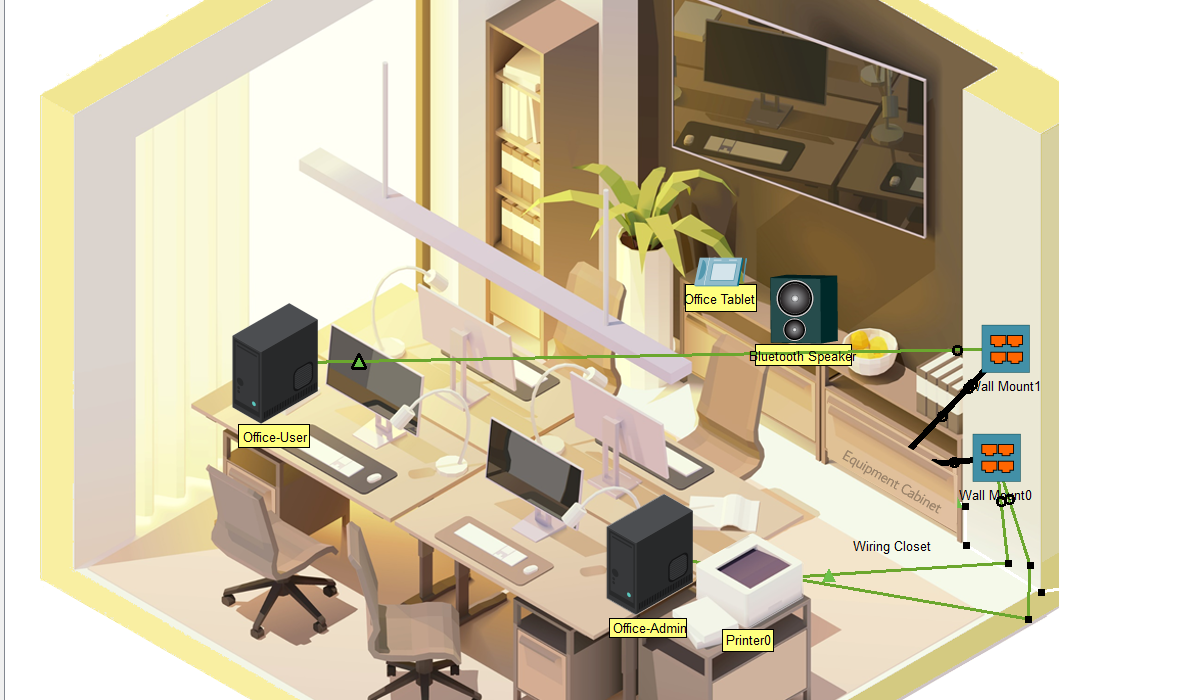 Office Tablet
Bluetooth Speaker
Wall Mount1
Office-User
Equipment Cabinet
Wall Mount0
Wiring Closet
Office-Admin
Printer0